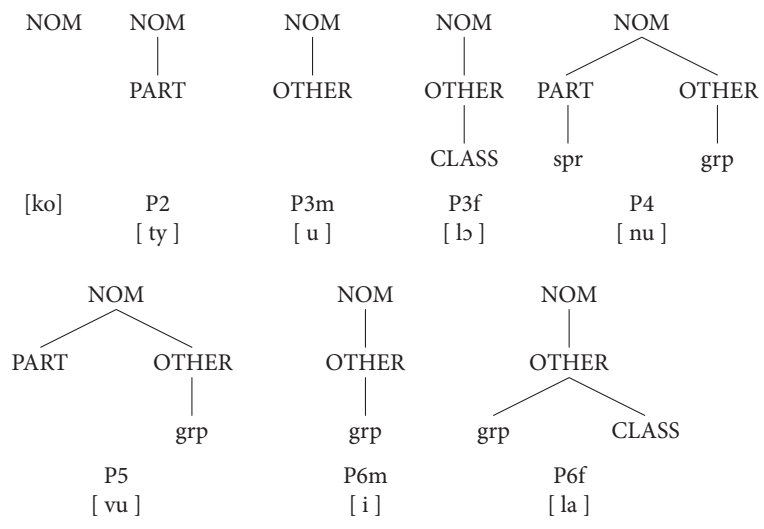 NOM NOM NOM NOM NOM
PART OTHER OTHER PART OTHER
CLASS spr grp
[ko] P2 P3m P3f P4
[ ty ] [ u ] [ lɔ ] [ nu ]
NOM NOM NOM
PART OTHER OTHER OTHER
grp grp grp CLASS
P5 P6m P6f
[ vu ] [ i ] [ la ]